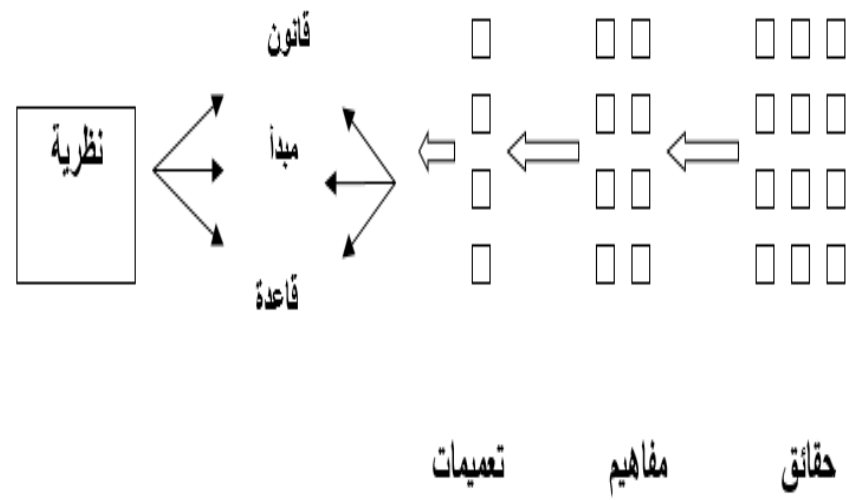 قانون
مبدأ
نظرية
قاعدة
حقائق
مفاهيم
تعميمات